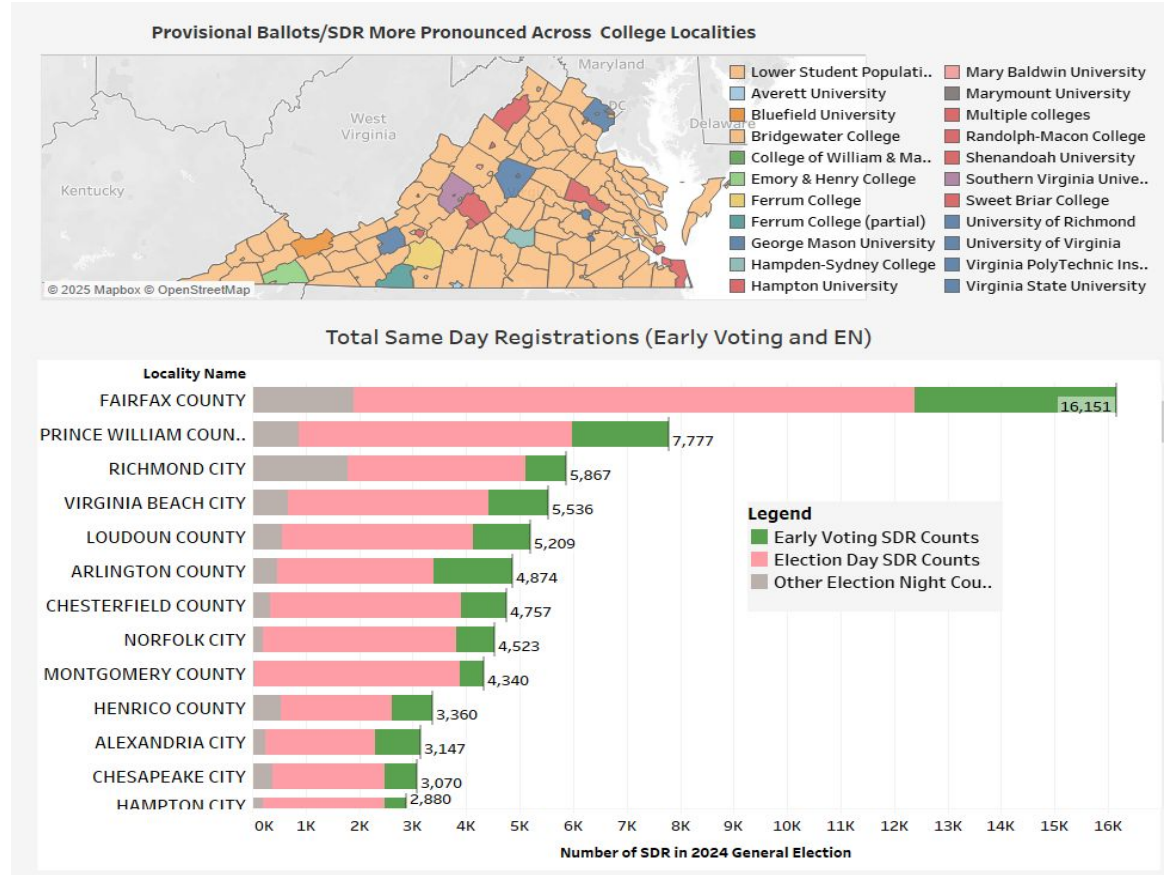 Provisional Ballots/SDR More Pronounced Across College Localities
Maryland
DC
West
Virginia
Delaware
Kentucky
© 2025 Mapbox © OpenStreetMap
Lower Student Populati..
Averett University
Bluefield University
Bridgewater College
College of William & Ma..
Emory & Henry College
Ferrum College
Ferrum College (partial)
George Mason University
Hampden-Sydney College
Hampton University
Mary Baldwin University
Marymount University
Multiple colleges
Randolph-Macon College
Shenandoah University
Southern Virginia Unive..
Sweet Briar College
University of Richmond
University of Virginia
Virginia PolyTechnic Ins..
Virginia State University
Total Same Day Registrations (Early Voting and EN)
Locality Name
FAIRFAX COUNTY 16,151
PRINCE WILLIAM COUN.. 7,777
RICHMOND CITY 5,867
VIRGINIA BEACH CITY 5,536
LOUDOUN COUNTY 5,209
ARLINGTON COUNTY 4,874
CHESTERFIELD COUNTY 4,757
NORFOLK CITY 4,523
MONTGOMERY COUNTY 4,340
HENRICO COUNTY 3,360
ALEXANDRIA CITY 3,147
CHESAPEAKE CITY 3,070
HAMPTON CITY 2,880
Legend
Early Voting SDR Counts
Election Day SDR Counts
Other Election Night Cou..
0K 1K 2K 3K 4K 5K 6K 7K 8K 9K 10K 11K 12K 13K 14K 15K 16K
Number of SDR in 2024 General Election